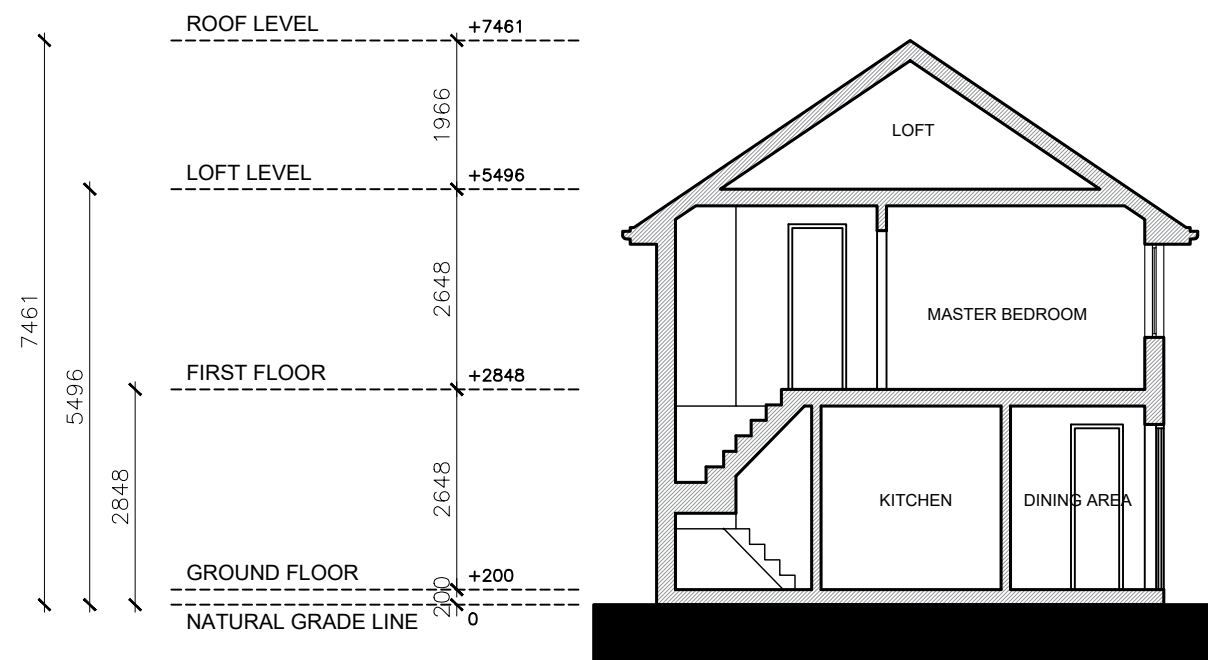 ROOF LEVEL
+7461
1966
LOFT
LOFT LEVEL
+5496
2648
7461
MASTER BEDROOM
FIRST FLOOR
+2848
5496
2848
2648
KITCHEN
DINING AREA
GROUND FLOOR
+200
200
NATURAL GRADE LINE
0